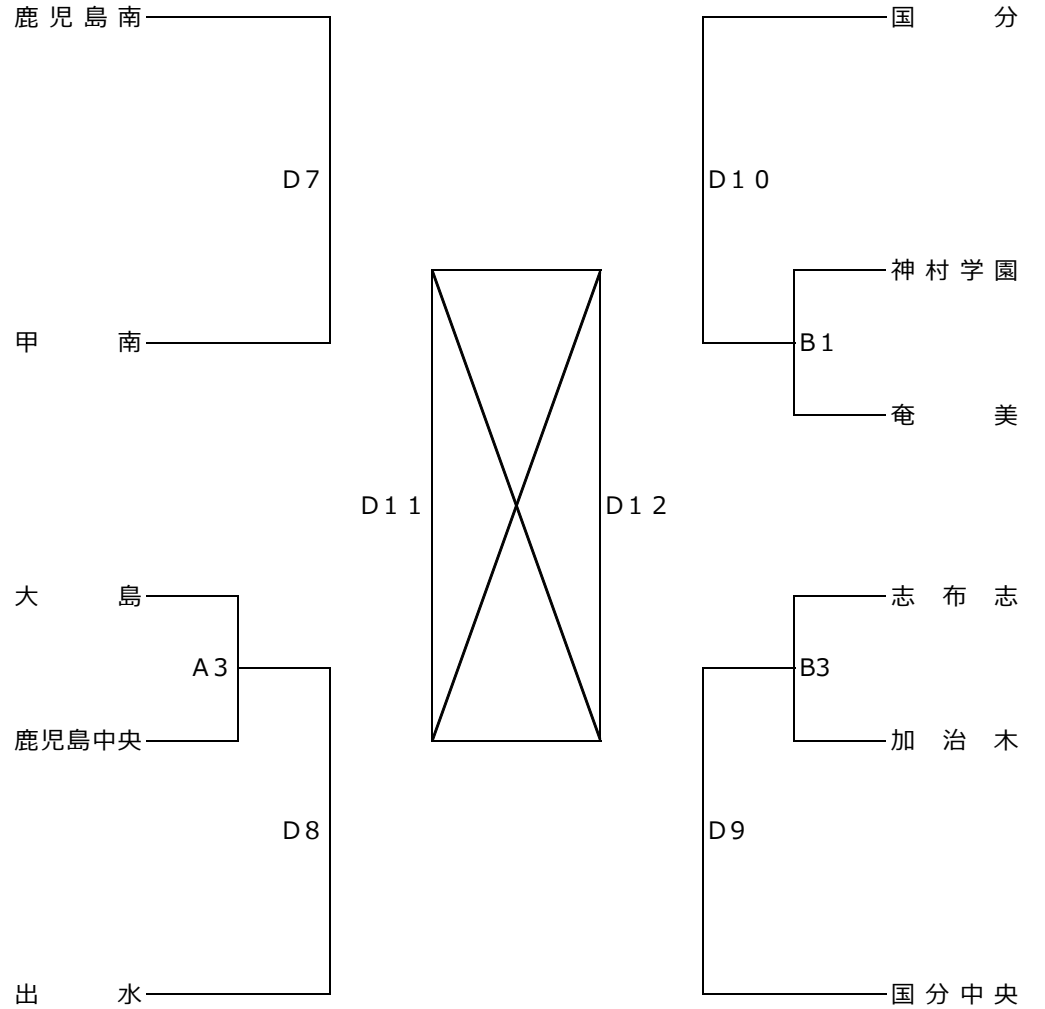 鹿児島南
国分
D7
D10
神村学園
甲南
B1
奄美
D11
D12
大島
志布志
A3
B3
鹿児島中央
加治木
D8
D9
出水
国分中央